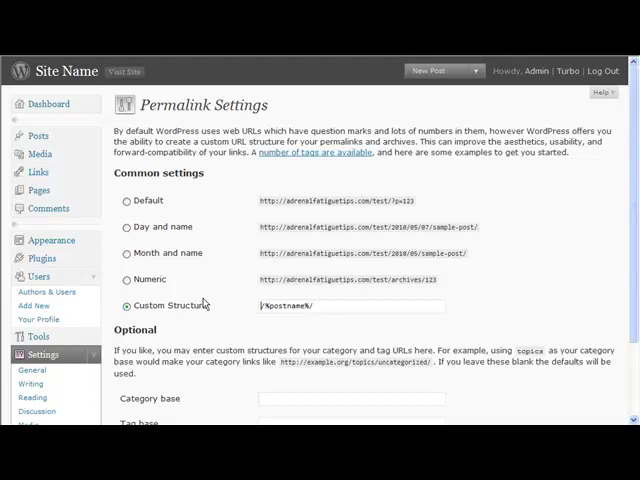 Site Name Visit Site New Post Howdy, Admin | Turbo | Log Out
Help
Dashboard
Posts
Media
Links
Pages
Comments
Appearance
Plugins
Users
Authors & Users
Add New
Your Profile
Tools
Settings
General
Writing
Reading
Discussion
Permalink Settings
By default WordPress uses web URLs which have question marks and lots of numbers in them, however WordPress offers you
the ability to create a custom URL structure for your permalinks and archives. This can improve the aesthetics, usability, and
forward-compatibility of your links. A number of tags are available, and here are some examples to get you started.
Common settings
Default http://adrenalfatiguetips.com/test/?p=123
Day and name http://adrenalfatiguetips.com/test/2010/05/07/sample-post/
Month and name http://adrenalfatiguetips.com/test/2010/05/sample-post/
Numeric http://adrenalfatiguetips.com/test/archives/123
Custom Structure /%postname%/
Optional
If you like, you may enter custom structures for your category and tag URLs here. For example, using topics as your category
base would make your category links like http://example.org/topics/uncategorized/ . If you leave these blank the defaults will be
used.
Category base
Tag base